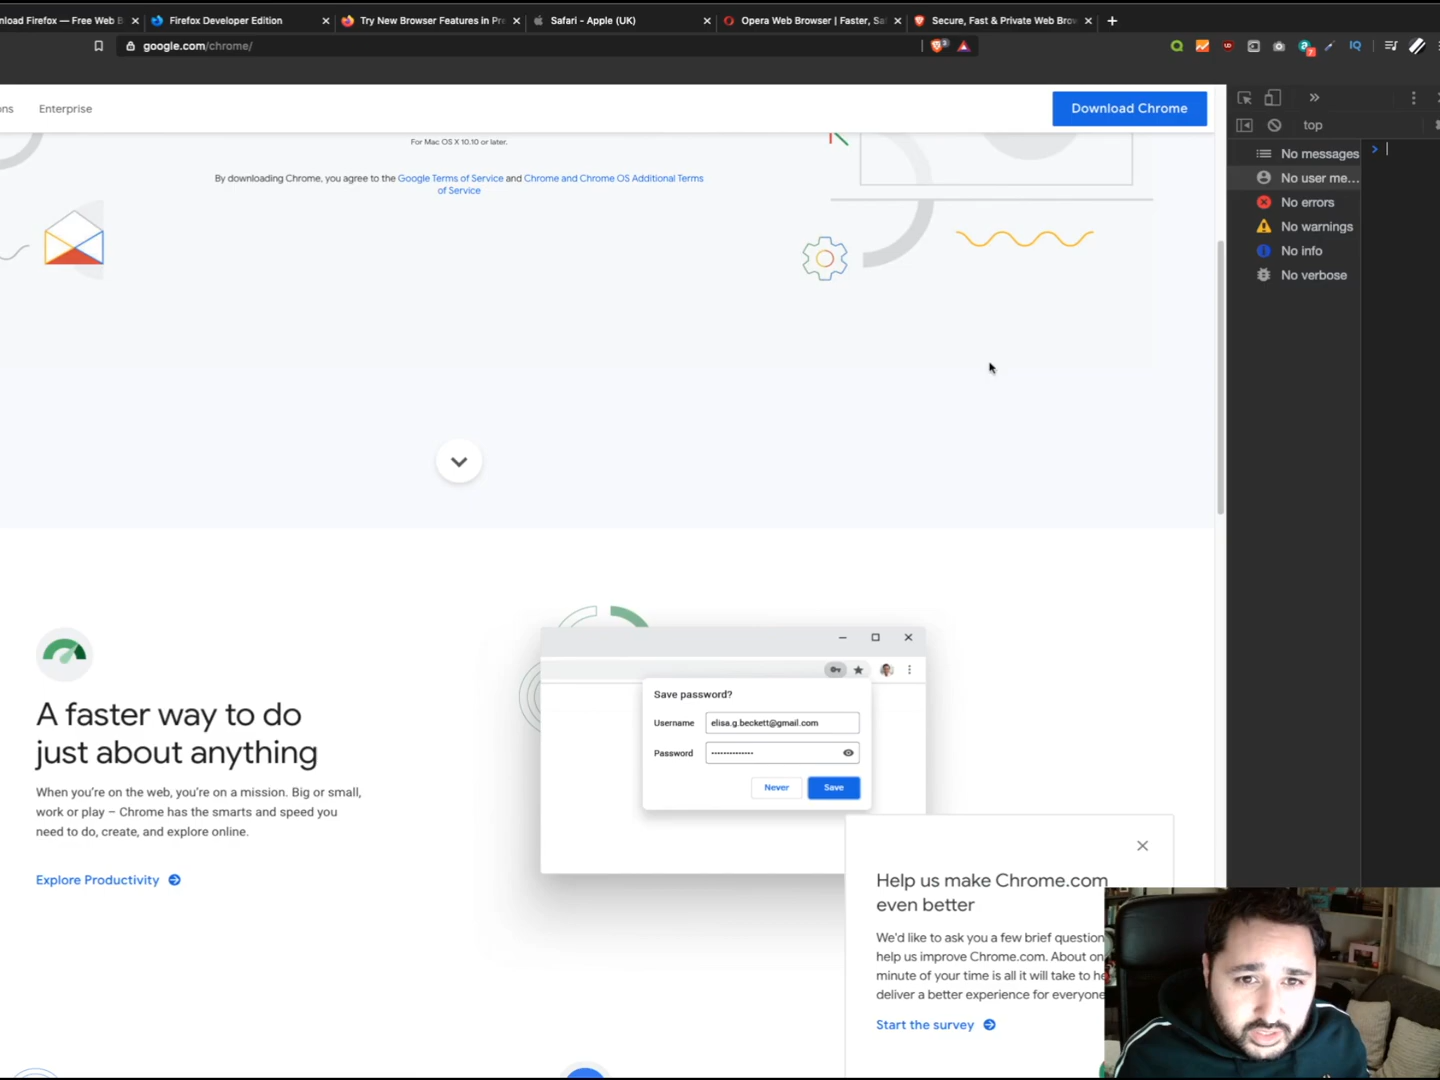 nload Firefox — Free Web B
Firefox Developer Edition
Try New Browser Features in Pre
Safari - Apple (UK)
Opera Web Browser | Faster, Sa
Secure, Fast & Private Web Brow
google.com/chrome/
ns
Enterprise
Download Chrome
top
For Mac OS X 10.10 or later.
By downloading Chrome, you agree to the Google Terms of Service and Chrome and Chrome OS Additional Terms
of Service
No messages
No user me...
No errors
No warnings
No info
No verbose
A faster way to do
just about anything
When you're on the web, you're on a mission. Big or small,
work or play – Chrome has the smarts and speed you
need to do, create, and explore online.
Explore Productivity
Save password?
Username
elisa.g.beckett@gmail.com
Password
Never
Save
Help us make Chrome.com
even better
We'd like to ask you a few brief question
help us improve Chrome.com. About on
minute of your time is all it will take to he
deliver a better experience for everyone
Start the survey